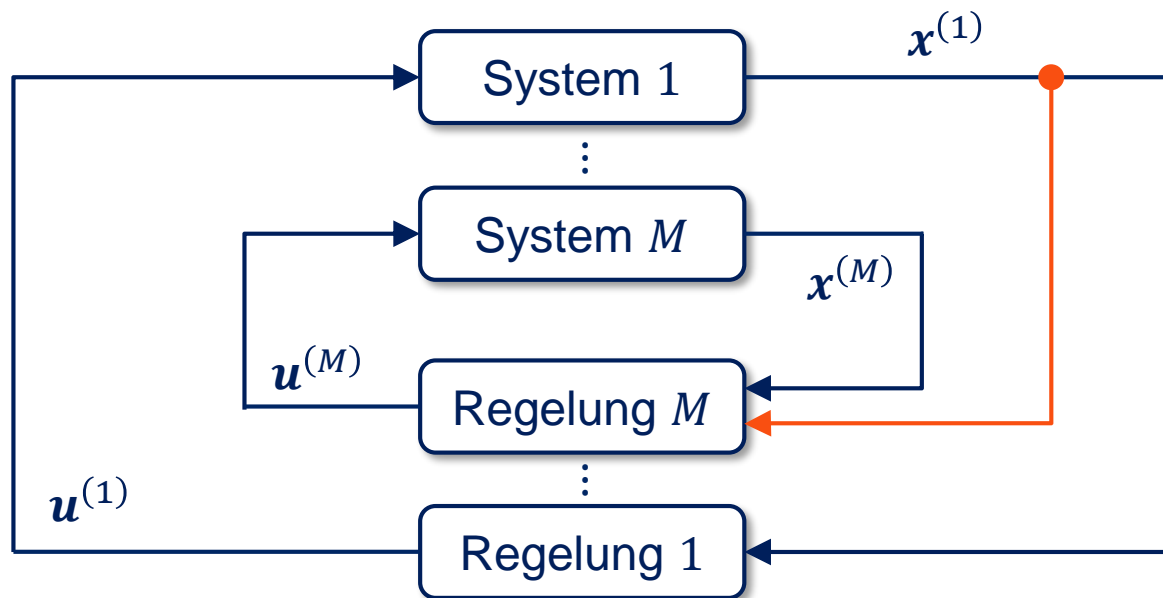 x^(1)
System 1
⋮
System M
x^(M)
u^(M)
Regelung M
⋮
u^(1)
Regelung 1